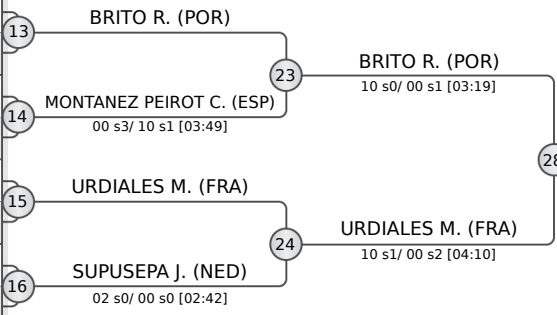 BRITO R. (POR)
13
23
BRITO R. (POR)
10 s0/ 00 s1 [03:19]
MONTANEZ PEIROT C. (ESP)
14
00 s3/ 10 s1 [03:49]
28
URDIALES M. (FRA)
15
24
URDIALES M. (FRA)
10 s1/ 00 s2 [04:10]
SUPUSEPA J. (NED)
16
02 s0/ 00 s0 [02:42]